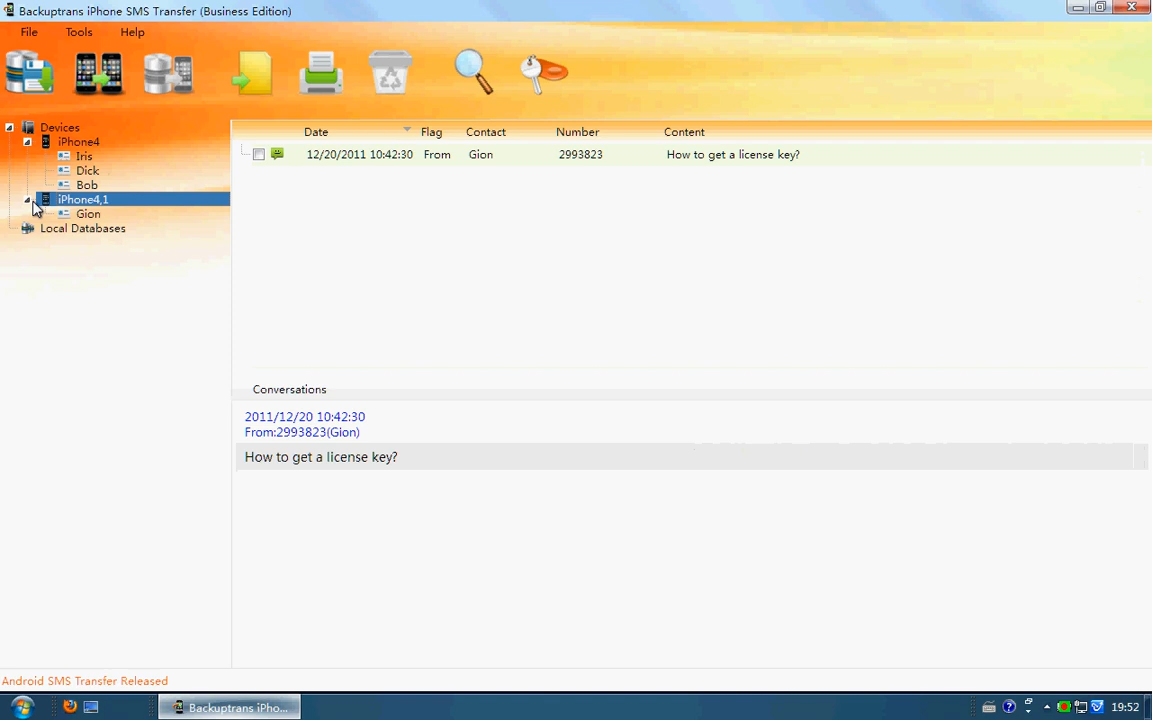 Backuptrans iPhone SMS Transfer (Business Edition)
File Tools Help
Devices
iPhone4
Iris
Dick
Bob
iPhone4,1
Gion
Local Databases
Date Flag Contact Number Content
12/20/2011 10:42:30 From Gion 2993823 How to get a license key?
Conversations
2011/12/20 10:42:30
From:2993823(Gion)
How to get a license key?
Android SMS Transfer Released
Backuptrans iPho...
19:52